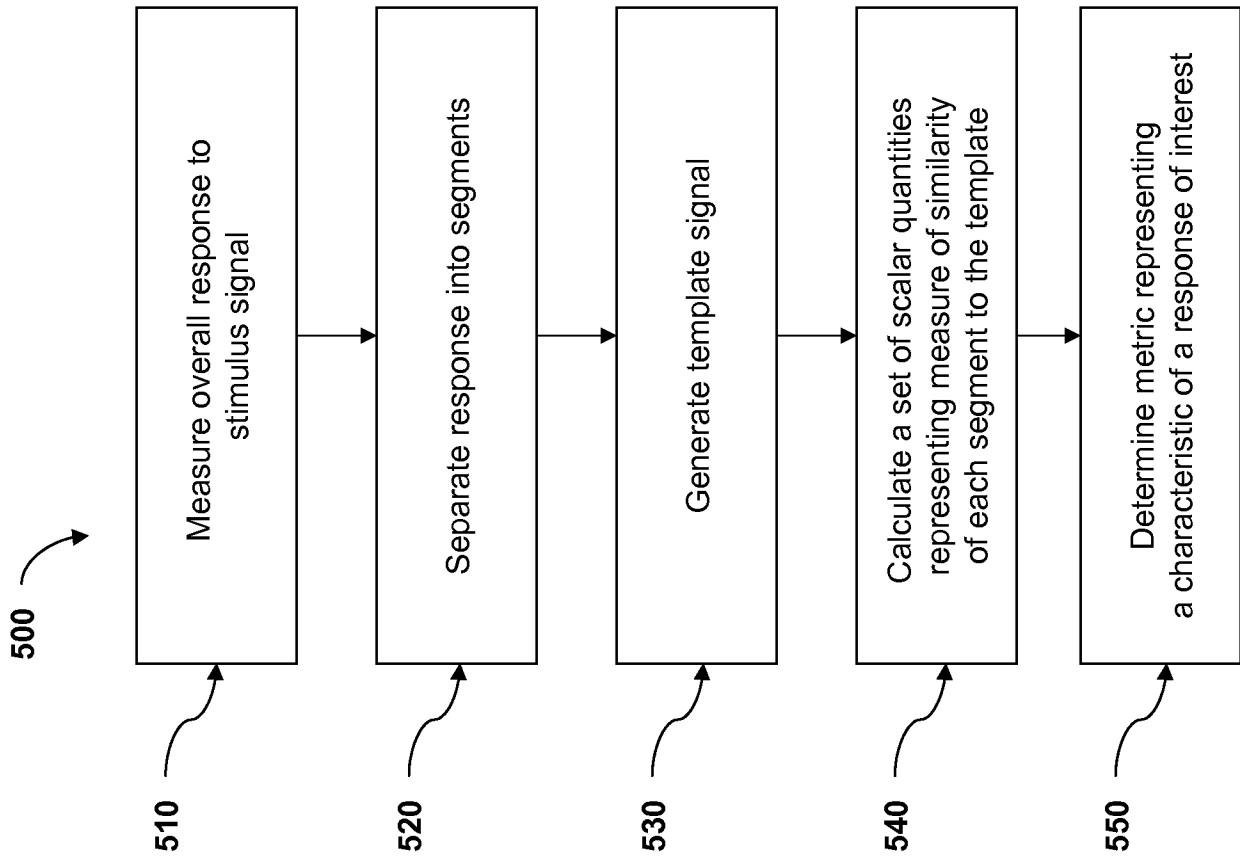 500
510
Measure overall response to
stimulus signal
520
Separate response into segments
530
Generate template signal
540
Calculate a set of scalar quantities
representing measure of similarity
of each segment to the template
550
Determine metric representing
a characteristic of a response of interest